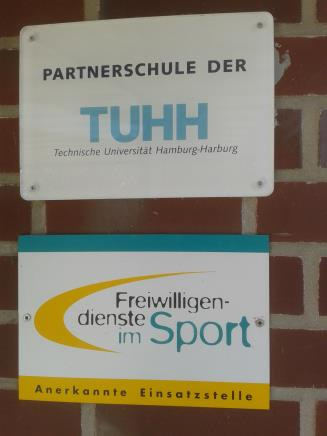 PARTNERSCHULE DER
TUHH
Technische Universität Hamburg-Harburg
Freiwilligen-
dienste
im Sport
Anerkannte Einsatzstelle